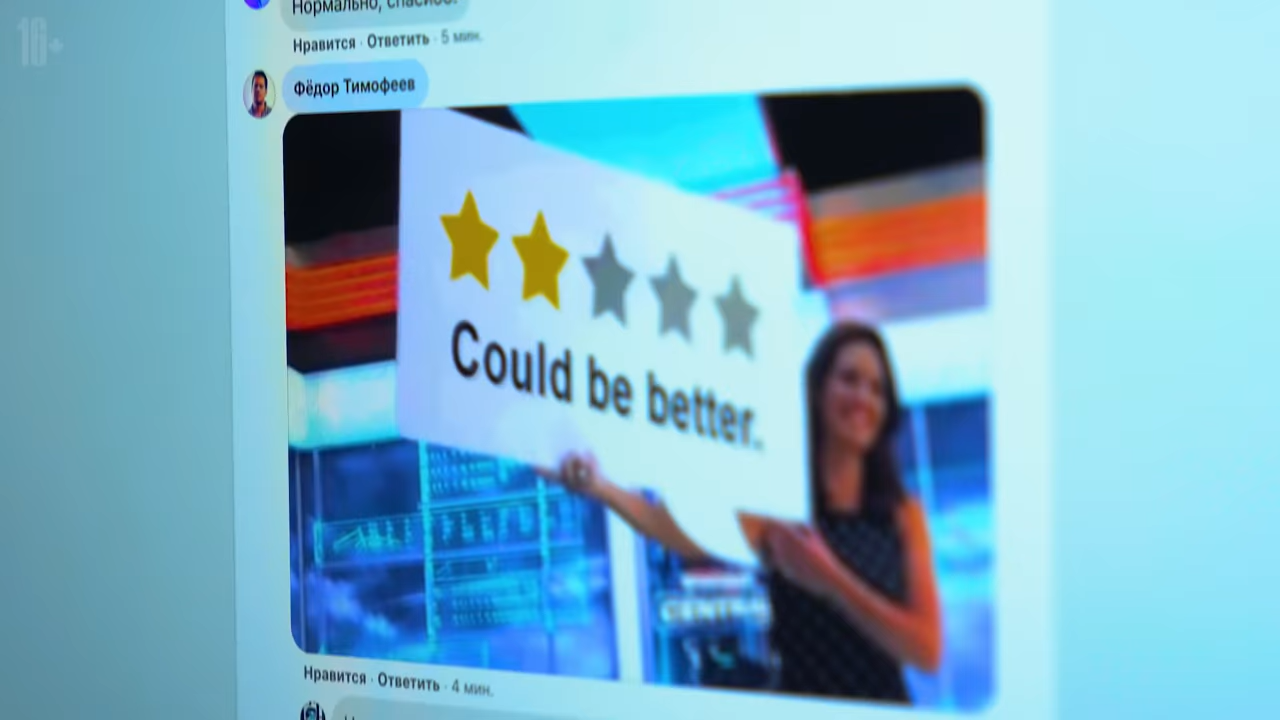 16+
Нормально, спасибо.
Нравится · Ответить · 5 мин.
Фёдор Тимофеев
Could be better.
Нравится · Ответить · 4 мин.